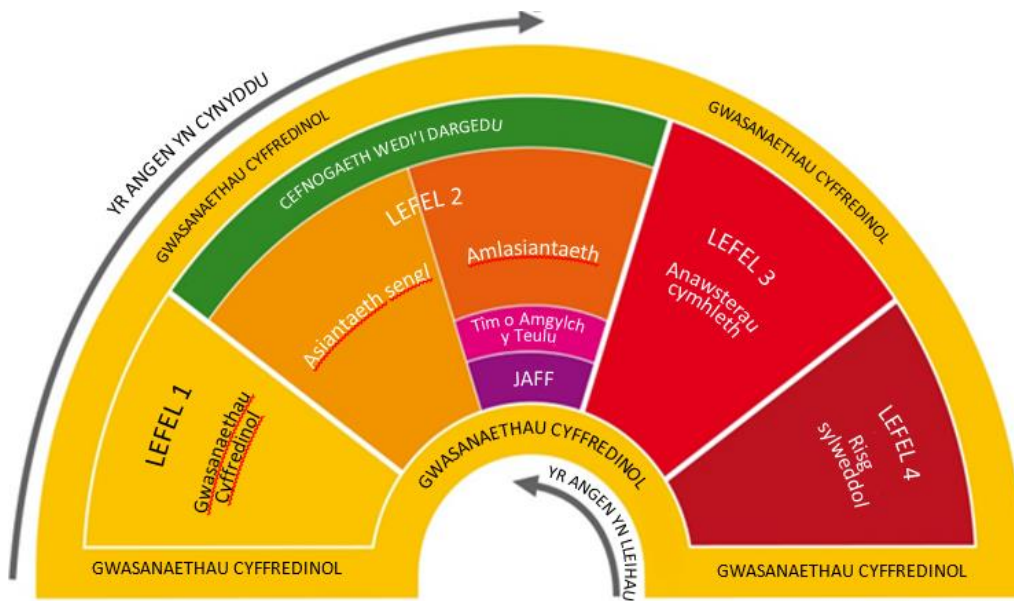 YR ANGEN YN CYNYDDU
GWASANAETHAU CYFFREDINOL
GWASANAETHAU CYFFREDINOL
CEFNOGAETH WEDI'I DARGEDU
LEFEL 1
Gwasanaethau
Cyffredinol
LEFEL 2
Asiantaeth sengl
Amlasiantaeth
Tîm o Amgylch
y Teulu
JAFF
LEFEL 3
Anawsterau
cymhleth
LEFEL 4
Risg
sylweddol
GWASANAETHAU CYFFREDINOL
YR ANGEN YN LLEIHAU
GWASANAETHAU CYFFREDINOL
GWASANAETHAU CYFFREDINOL